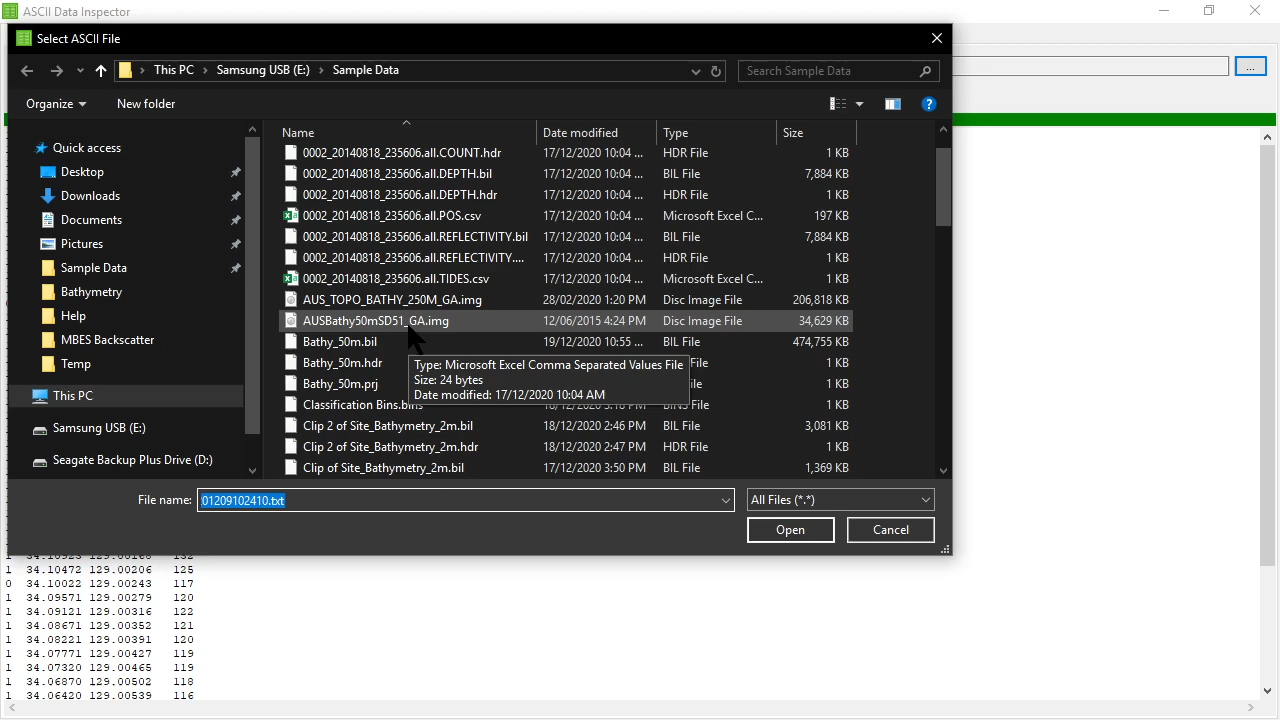 ASCII Data Inspector
Select ASCII File
This PC > Samsung USB (E:) > Sample Data
Search Sample Data
...
Organize
New folder
Name
Date modified
Type
Size
Quick access
Desktop
Downloads
Documents
Pictures
Sample Data
Bathymetry
Help
MBES Backscatter
Temp
This PC
Samsung USB (E:)
Seagate Backup Plus Drive (D:)
0002_20140818_235606.all.COUNT.hdr 17/12/2020 10:04 ... HDR File 1 KB
0002_20140818_235606.all.DEPTH.bil 17/12/2020 10:04 ... BIL File 7,884 KB
0002_20140818_235606.all.DEPTH.hdr 17/12/2020 10:04 ... HDR File 1 KB
0002_20140818_235606.all.POS.csv 17/12/2020 10:04 ... Microsoft Excel C... 197 KB
0002_20140818_235606.all.REFLECTIVITY.bil 17/12/2020 10:04 ... BIL File 7,884 KB
0002_20140818_235606.all.REFLECTIVITY.... 17/12/2020 10:04 ... HDR File 1 KB
0002_20140818_235606.all.TIDES.csv 17/12/2020 10:04 ... Microsoft Excel C... 1 KB
AUS_TOPO_BATHY_250M_GA.img 28/02/2020 1:20 PM Disc Image File 206,818 KB
AUSBathy50mSD51_GA.img 12/06/2015 4:24 PM Disc Image File 34,629 KB
Bathy_50m.bil 19/12/2020 10:55 ... BIL File 474,755 KB
Bathy_50m.hdr File 1 KB
Bathy_50m.prj 1 KB
Classification Bins.bins 1 KB
Clip 2 of Site_Bathymetry_2m.bil 18/12/2020 2:46 PM BIL File 3,081 KB
Clip 2 of Site_Bathymetry_2m.hdr 18/12/2020 2:47 PM HDR File 1 KB
Clip of Site_Bathymetry_2m.bil 17/12/2020 3:50 PM BIL File 1,369 KB
Type: Microsoft Excel Comma Separated Values File
Size: 24 bytes
Date modified: 17/12/2020 10:04 AM
File name: 01209102410.txt
All Files (*.*)
Open
Cancel
1 34.10472 129.00206 125
0 34.10022 129.00243 117
1 34.09571 129.00279 120
1 34.09121 129.00316 122
1 34.08671 129.00352 121
1 34.08221 129.00391 120
1 34.07771 129.00427 119
1 34.07320 129.00465 119
1 34.06870 129.00502 118
1 34.06420 129.00539 116